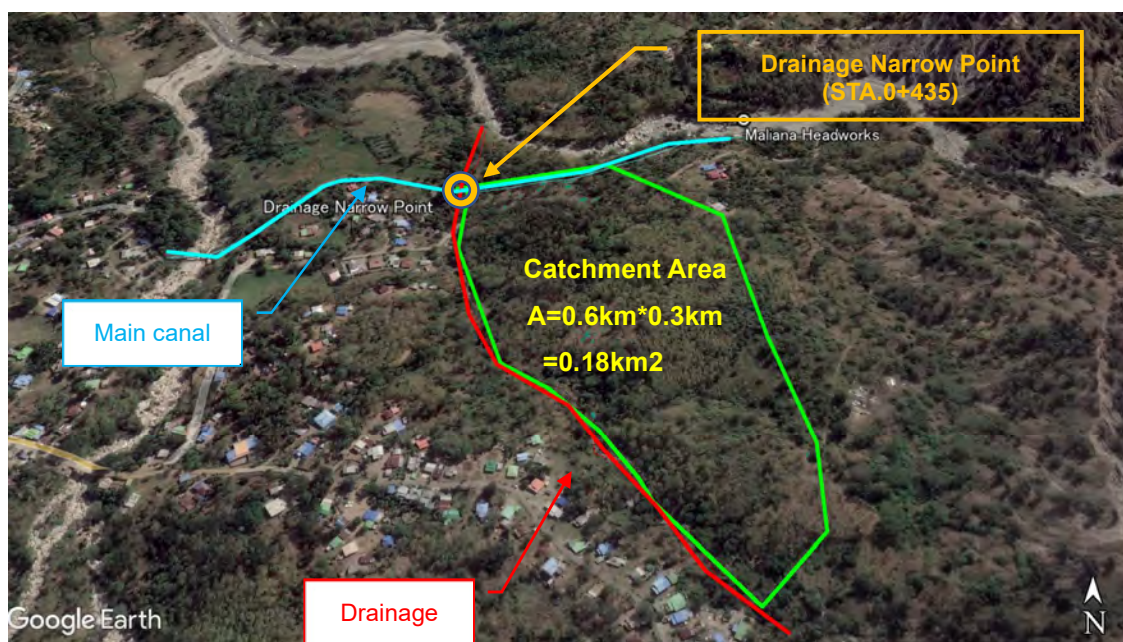 Drainage Narrow Point
(STA.0+435)
Maliana Headworks
Drainage Narrow Point
Catchment Area
A=0.6km*0.3km
=0.18km2
Main canal
Drainage
Google Earth
N